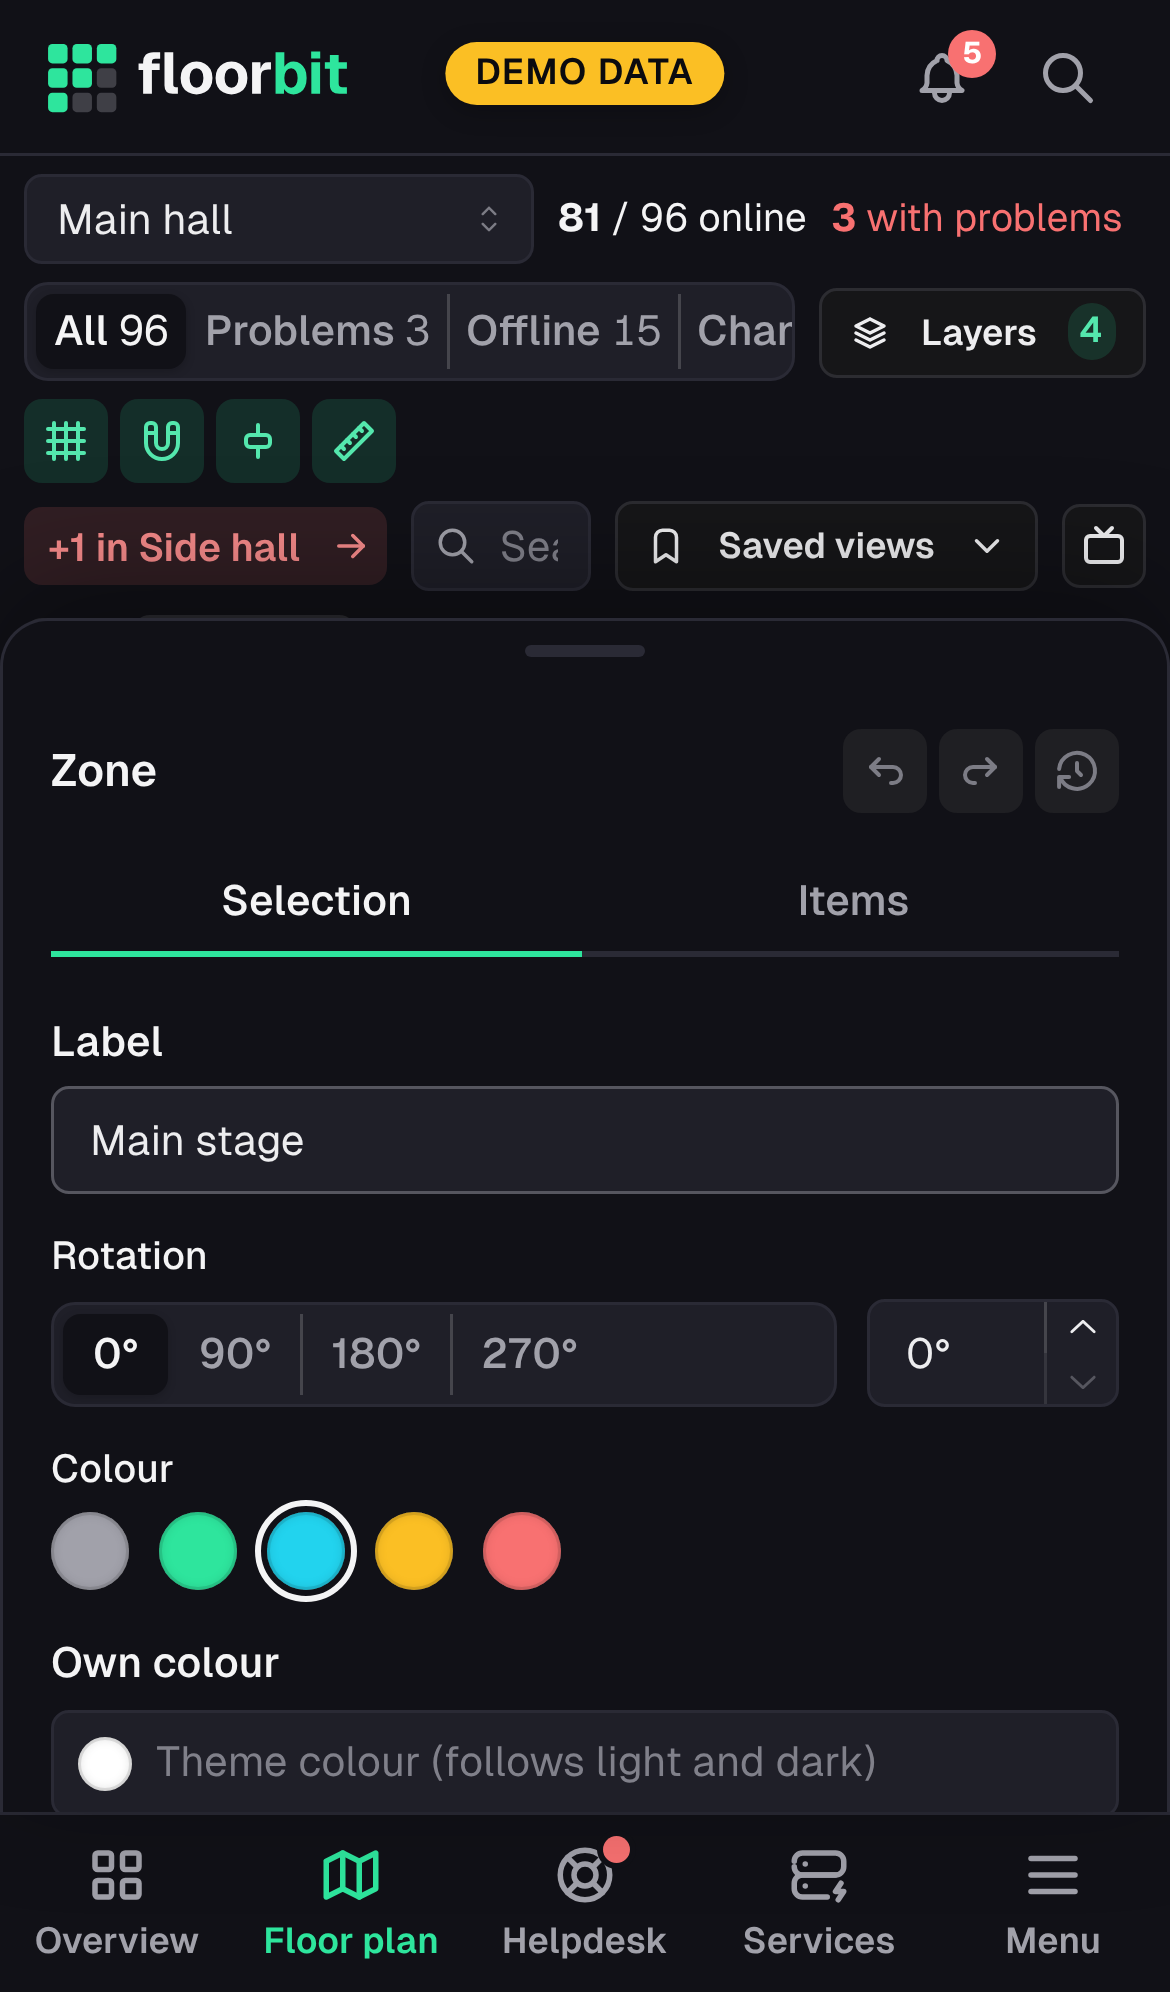 floorbit
DEMO DATA
5
Main hall
81 / 96 online 3 with problems
All 96
Problems 3
Offline 15
Char
Layers 4
+1 in Side hall
Sea
Saved views
Zone
Selection
Items
Label
Main stage
Rotation
0°
90°
180°
270°
0°
Colour
Own colour
Theme colour (follows light and dark)
Overview
Floor plan
Helpdesk
Services
Menu